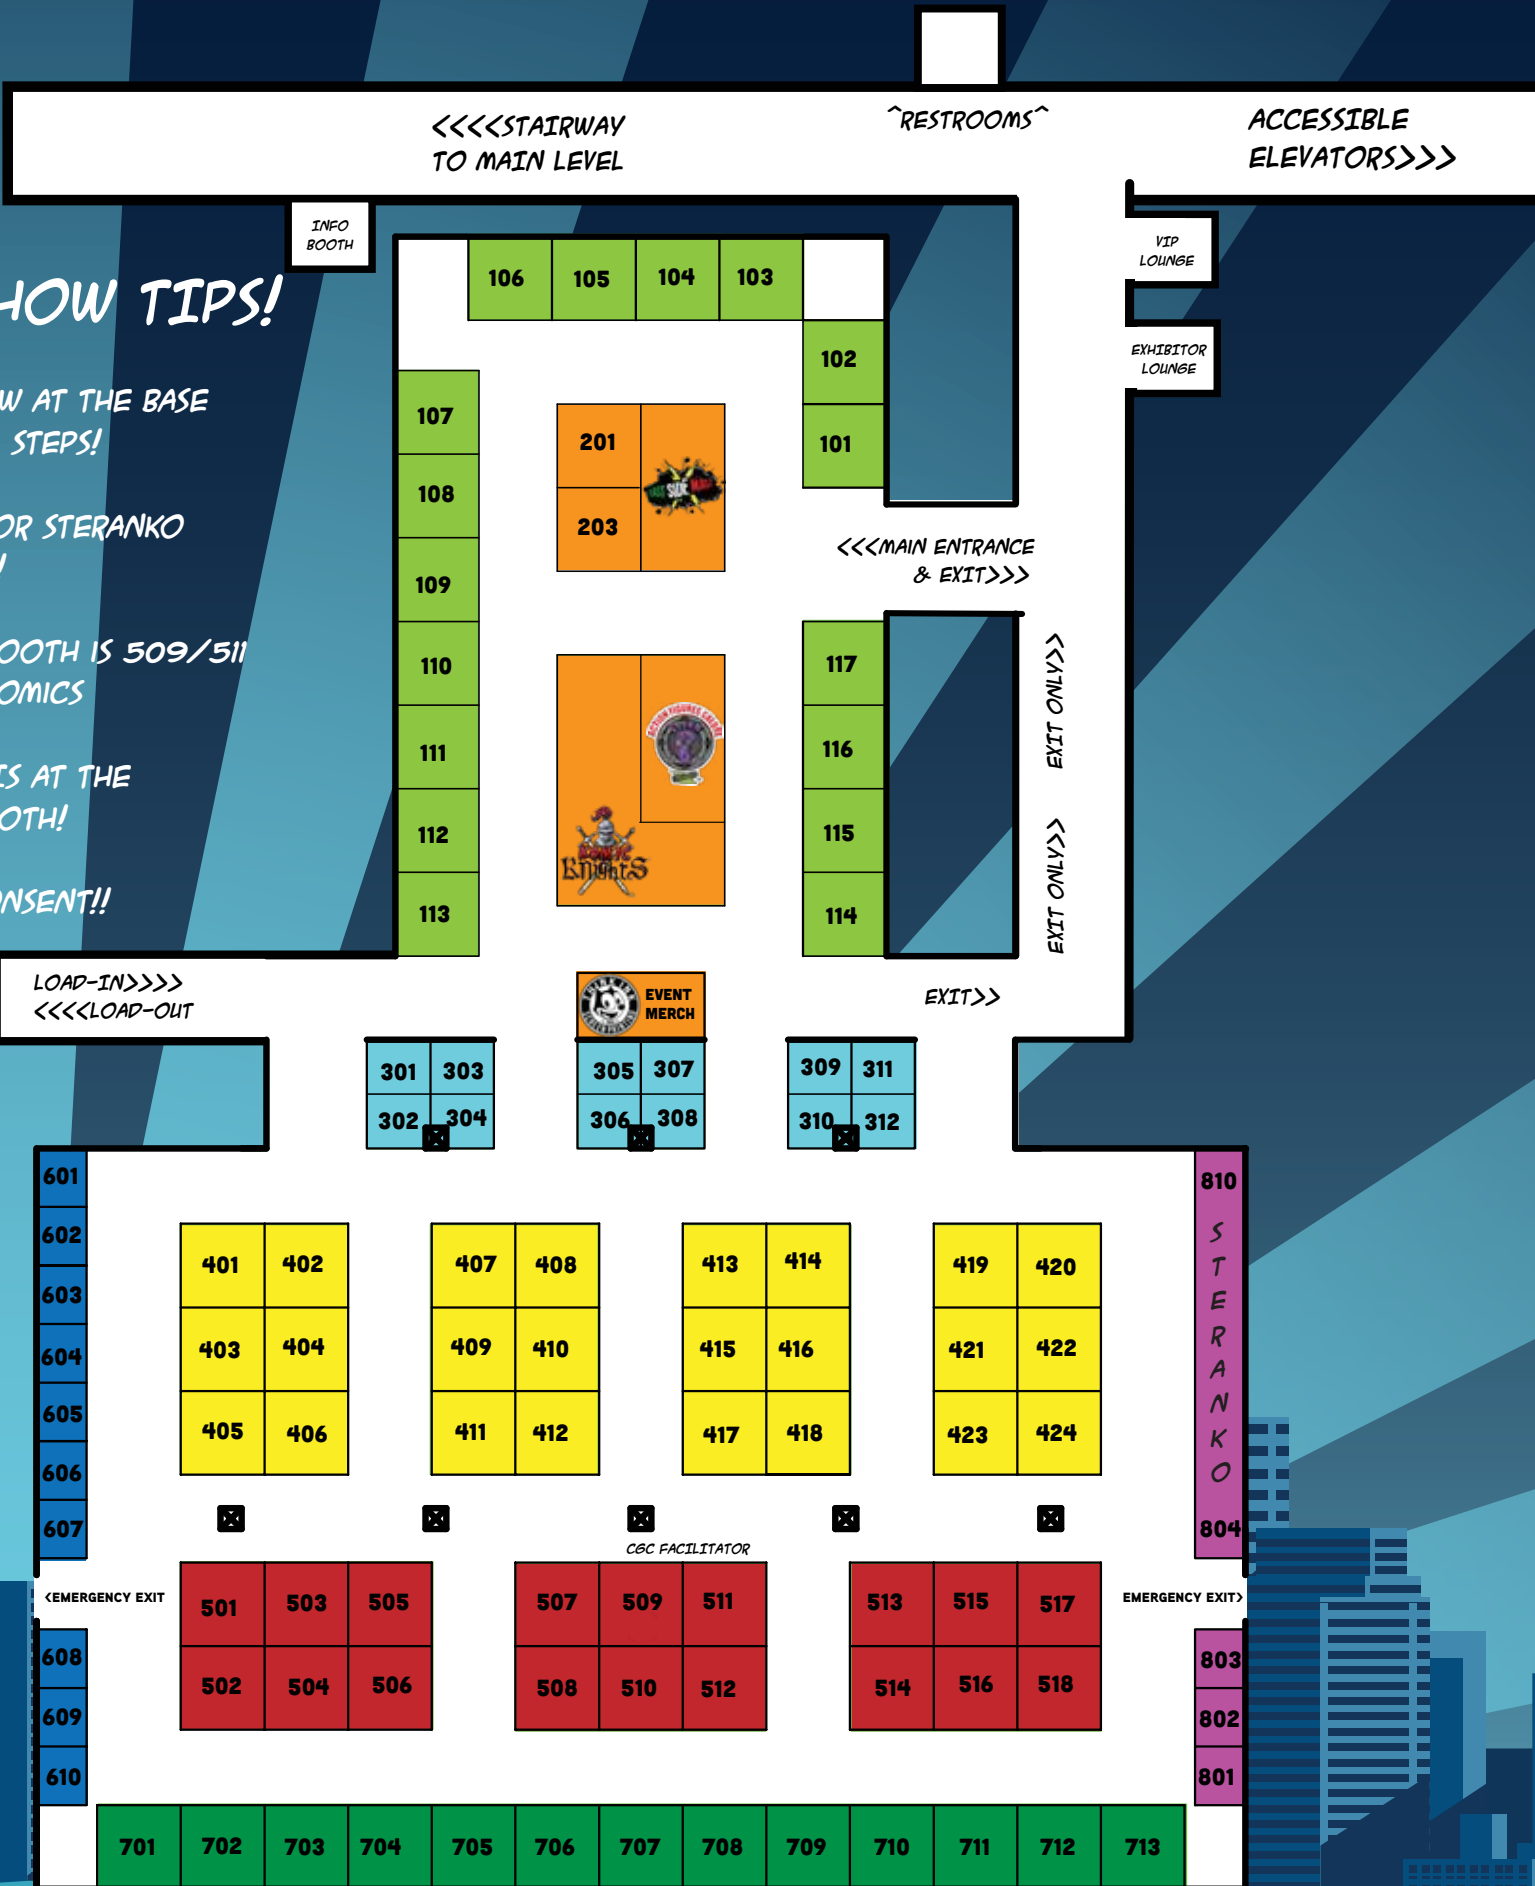 <<<<STAIRWAY
TO MAIN LEVEL
^RESTROOMS^
ACCESSIBLE
ELEVATORS>>>
INFO
BOOTH
VIP
LOUNGE
EXHIBITOR
LOUNGE
HOW TIPS!
W AT THE BASE
STEPS!
OR STERANKO
OOTH IS 509/511
OMICS
IS AT THE
OTH!
ONSENT!!
106 105 104 103
102
101
107
108
109
110
111
112
113
201
203
<<<MAIN ENTRANCE
& EXIT>>>
117
116
115
114
EXIT ONLY>>
EXIT ONLY>>
ACTION FIGURES GALORE
KNIGHTS
LOAD-IN>>>>
<<<<LOAD-OUT
EVENT
MERCH
EXIT>>
301 303
302 304
305 307
306 308
309 311
310 312
601
602
603
604
605
606
607
401 402
403 404
405 406
407 408
409 410
411 412
413 414
415 416
417 418
419 420
421 422
423 424
810
STERANKO
804
CGC FACILITATOR
<EMERGENCY EXIT
EMERGENCY EXIT>
501 503 505
502 504 506
507 509 511
508 510 512
513 515 517
514 516 518
608
609
610
803
802
801
701 702 703 704 705 706 707 708 709 710 711 712 713